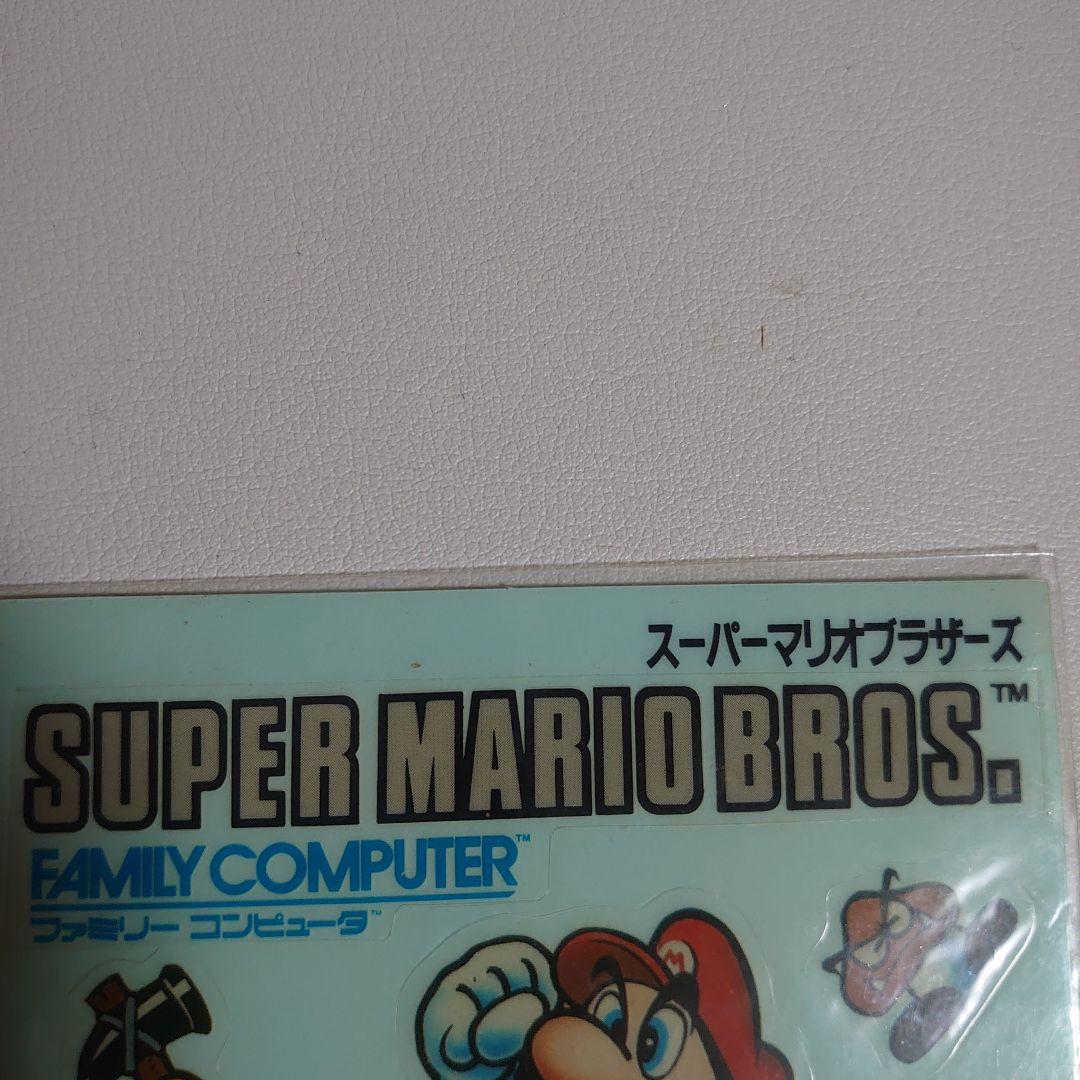 スーパーマリオブラザーズ
SUPER MARIO BROS.™
FAMILY COMPUTER™
ファミリー コンピュータ™
M